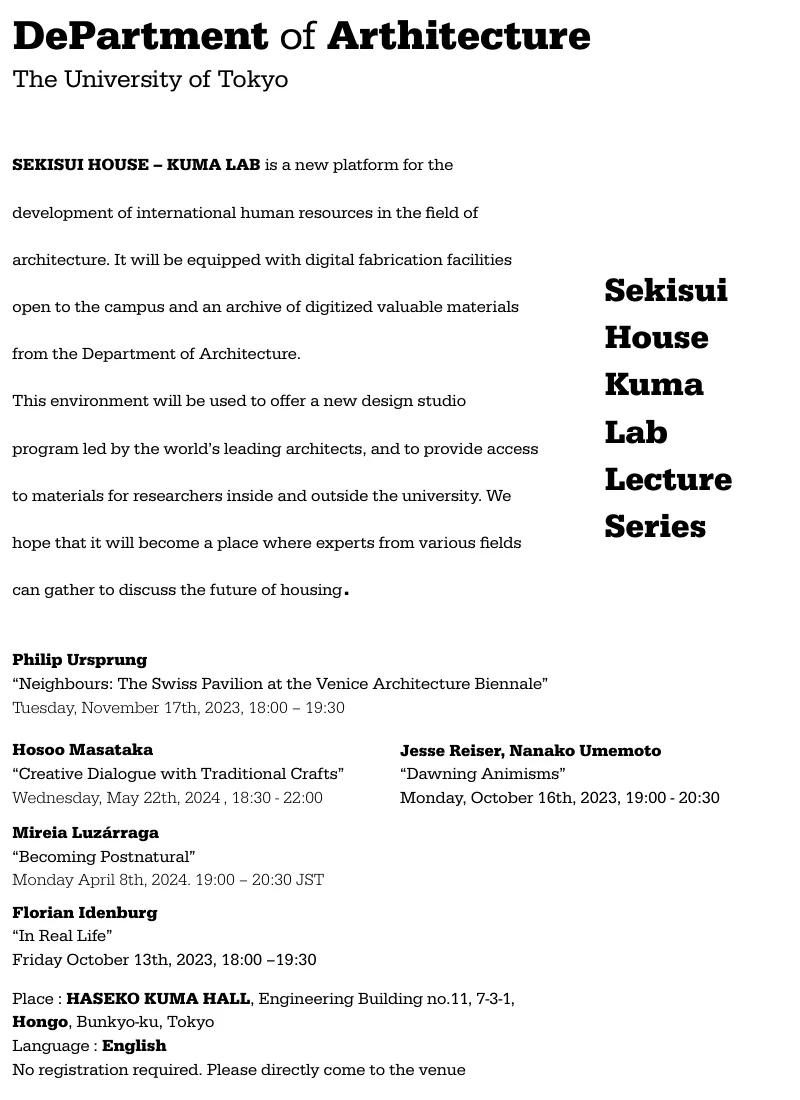 DePartment of Arthitecture
The University of Tokyo
SEKISUI HOUSE – KUMA LAB is a new platform for the
development of international human resources in the field of
architecture. It will be equipped with digital fabrication facilities
open to the campus and an archive of digitized valuable materials
from the Department of Architecture.
This environment will be used to offer a new design studio
program led by the world’s leading architects, and to provide access
to materials for researchers inside and outside the university. We
hope that it will become a place where experts from various fields
can gather to discuss the future of housing.
Sekisui
House
Kuma
Lab
Lecture
Series
Philip Ursprung
“Neighbours: The Swiss Pavilion at the Venice Architecture Biennale”
Tuesday, November 17th, 2023, 18:00 – 19:30
Hosoo Masataka
“Creative Dialogue with Traditional Crafts”
Wednesday, May 22th, 2024 , 18:30 - 22:00
Jesse Reiser, Nanako Umemoto
“Dawning Animisms”
Monday, October 16th, 2023, 19:00 - 20:30
Mireia Luzárraga
“Becoming Postnatural”
Monday April 8th, 2024. 19:00 – 20:30 JST
Florian Idenburg
“In Real Life”
Friday October 13th, 2023, 18:00 –19:30
Place : HASEKO KUMA HALL, Engineering Building no.11, 7-3-1,
Hongo, Bunkyo-ku, Tokyo
Language : English
No registration required. Please directly come to the venue